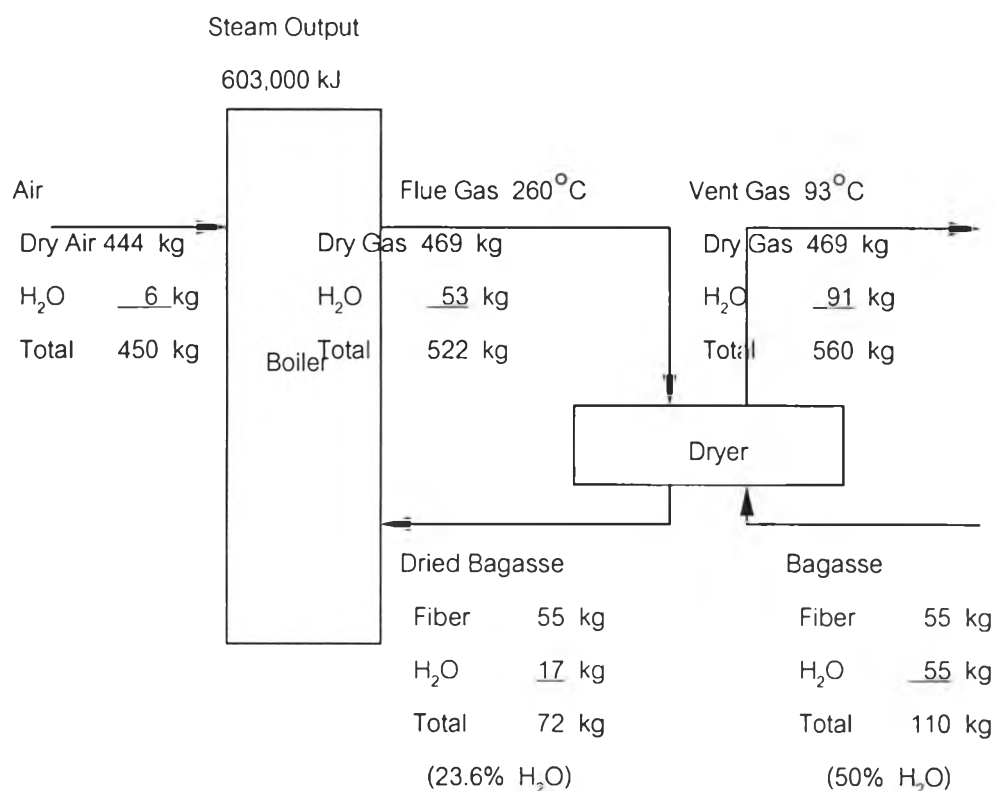 Steam Output
603,000 kJ
Air
Dry Air 444 kg
H₂O 6 kg
Total 450 kg
Boiler
Flue Gas 260°C
Dry Gas 469 kg
H₂O 53 kg
Total 522 kg
Vent Gas 93°C
Dry Gas 469 kg
H₂O 91 kg
Total 560 kg
Dryer
Dried Bagasse
Fiber 55 kg
H₂O 17 kg
Total 72 kg
(23.6% H₂O)
Bagasse
Fiber 55 kg
H₂O 55 kg
Total 110 kg
(50% H₂O)